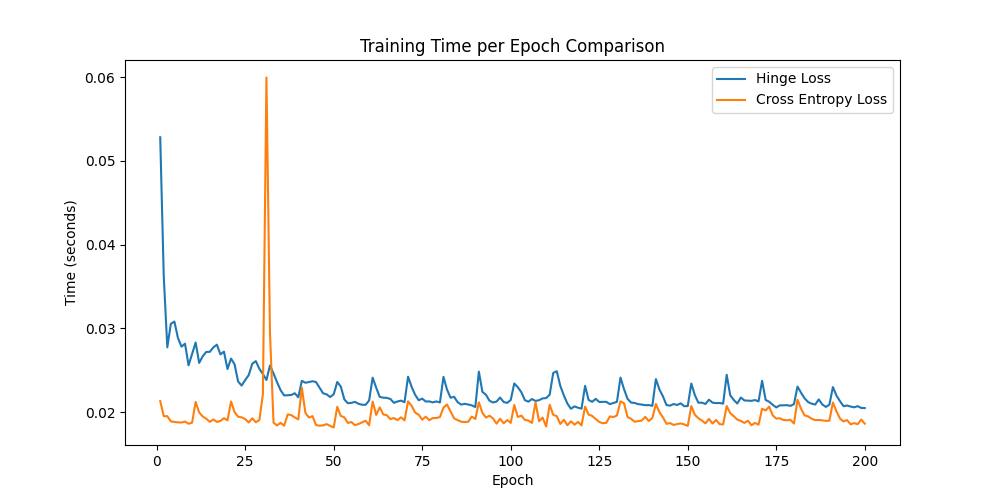 Training Time per Epoch Comparison
Hinge Loss
Cross Entropy Loss
Time (seconds)
0.06
0.05
0.04
0.03
0.02
0 25 50 75 100 125 150 175 200
Epoch